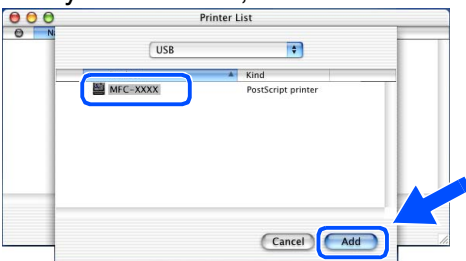 Printer List
USB
Kind
MFC-XXXX PostScript printer
Cancel Add